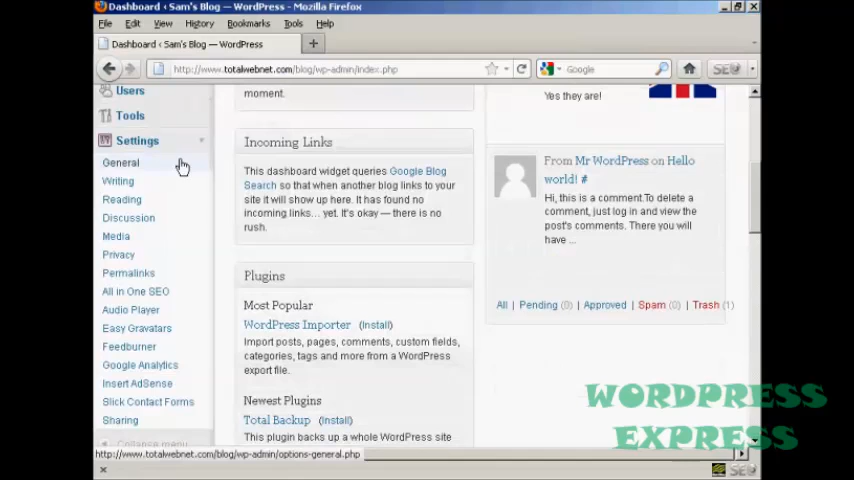 Dashboard ‹ Sam's Blog — WordPress - Mozilla Firefox
File Edit View History Bookmarks Tools Help
Dashboard ‹ Sam's Blog — WordPress
http://www.totalwebnet.com/blog/wp-admin/index.php
Google
SEO
Users
Tools
Settings
General
Writing
Reading
Discussion
Media
Privacy
Permalinks
All in One SEO
Audio Player
Easy Gravatars
Feedburner
Google Analytics
Insert AdSense
Slick Contact Forms
Sharing
Collapse menu
moment.
Incoming Links
This dashboard widget queries Google Blog
Search so that when another blog links to your
site it will show up here. It has found no
incoming links… yet. It's okay — there is no
rush.
Plugins
Most Popular
WordPress Importer (Install)
Import posts, pages, comments, custom fields,
categories, tags and more from a WordPress
export file.
Newest Plugins
Total Backup (Install)
This plugin backs up a whole WordPress site
Yes they are!
From Mr WordPress on Hello
world! #
Hi, this is a comment.To delete a
comment, just log in and view the
post's comments. There you will
have ...
All | Pending (0) | Approved | Spam (0) | Trash (1)
WORDPRESS
EXPRESS
http://www.totalwebnet.com/blog/wp-admin/options-general.php
SEO